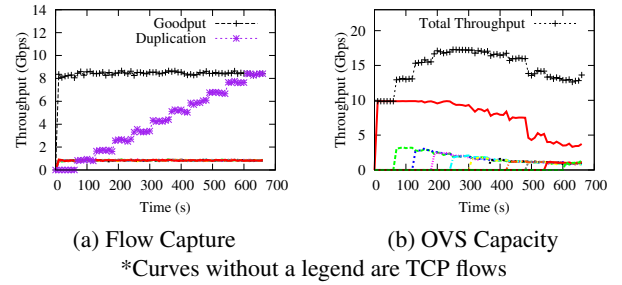 Goodput
Duplication
Throughput (Gbps)
14
12
10
8
6
4
2
0
0 100 200 300 400 500 600 700
Time (s)
(a) Flow Capture
Total Throughput
Throughput (Gbps)
20
15
10
5
0
0 100 200 300 400 500 600 700
Time (s)
(b) OVS Capacity
*Curves without a legend are TCP flows